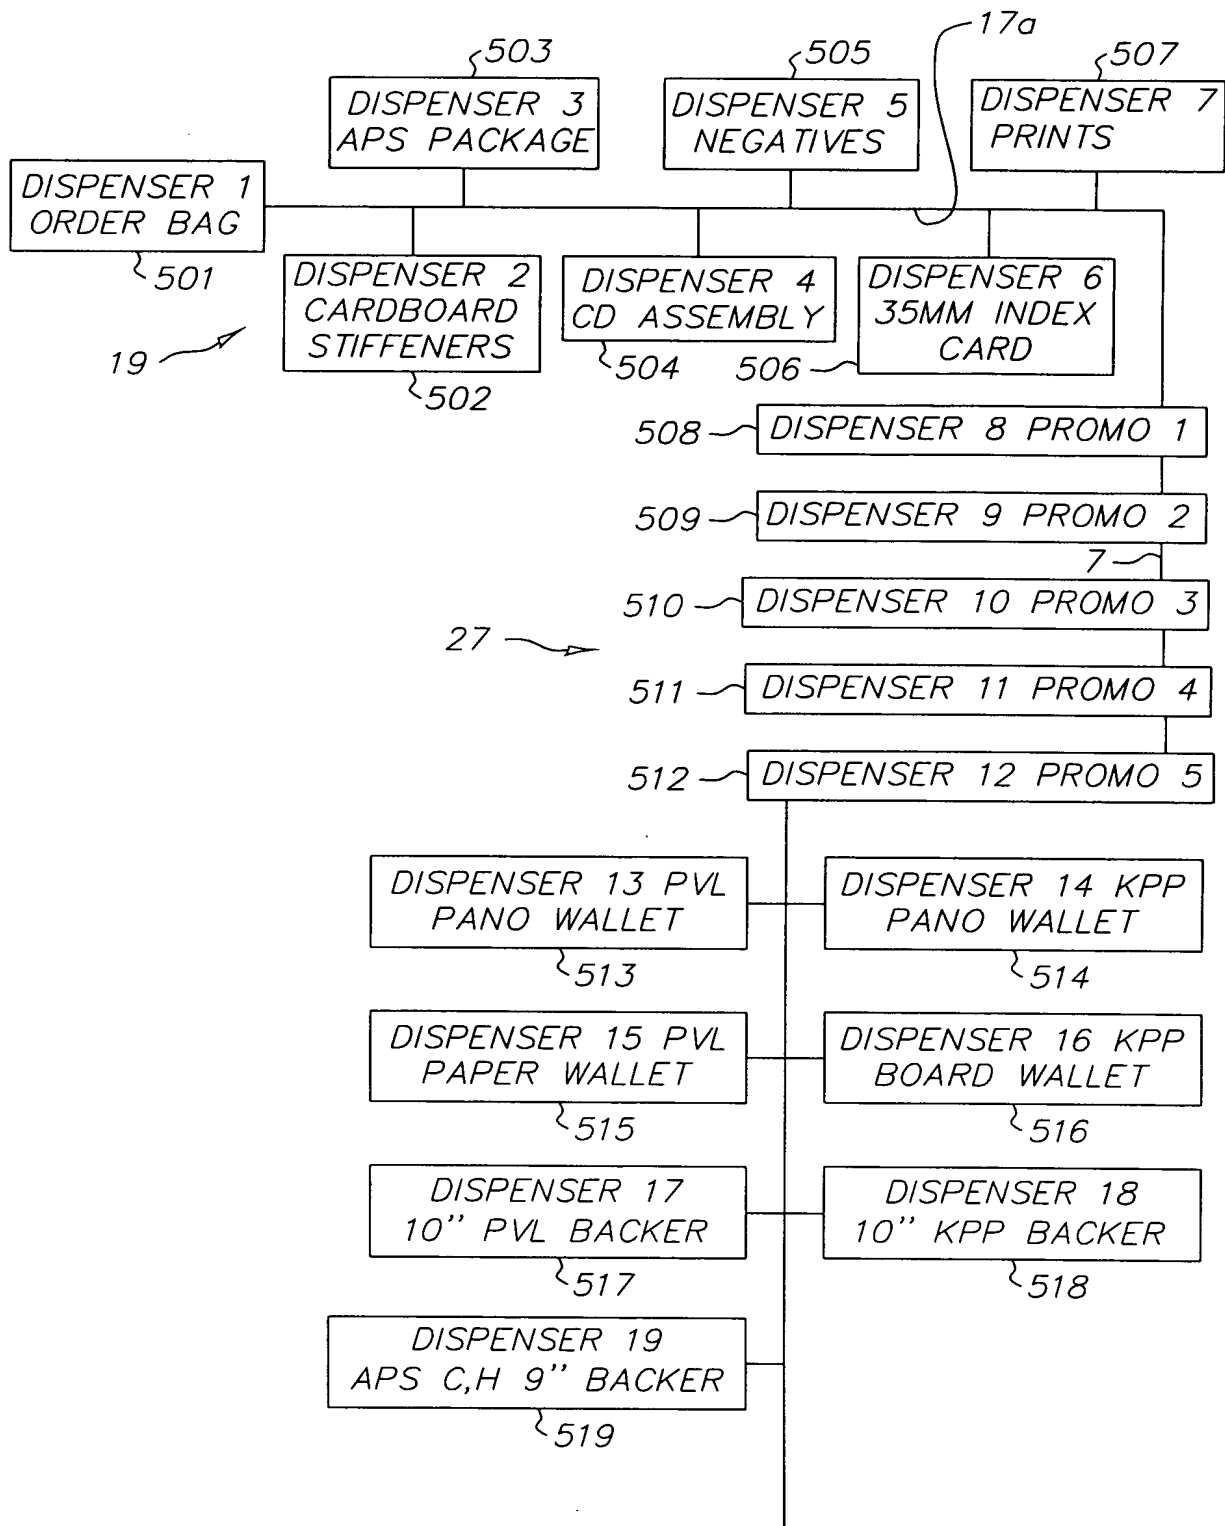 17a
503
505
507
DISPENSER 3
APS PACKAGE
DISPENSER 5
NEGATIVES
DISPENSER 7
PRINTS
DISPENSER 1
ORDER BAG
501
DISPENSER 2
CARDBOARD
STIFFENERS
502
DISPENSER 4
CD ASSEMBLY
504
DISPENSER 6
35MM INDEX
CARD
506
19
508
DISPENSER 8 PROMO 1
509
DISPENSER 9 PROMO 2
7
510
DISPENSER 10 PROMO 3
27
511
DISPENSER 11 PROMO 4
512
DISPENSER 12 PROMO 5
DISPENSER 13 PVL
PANO WALLET
513
DISPENSER 14 KPP
PANO WALLET
514
DISPENSER 15 PVL
PAPER WALLET
515
DISPENSER 16 KPP
BOARD WALLET
516
DISPENSER 17
10'' PVL BACKER
517
DISPENSER 18
10'' KPP BACKER
518
DISPENSER 19
APS C,H 9'' BACKER
519